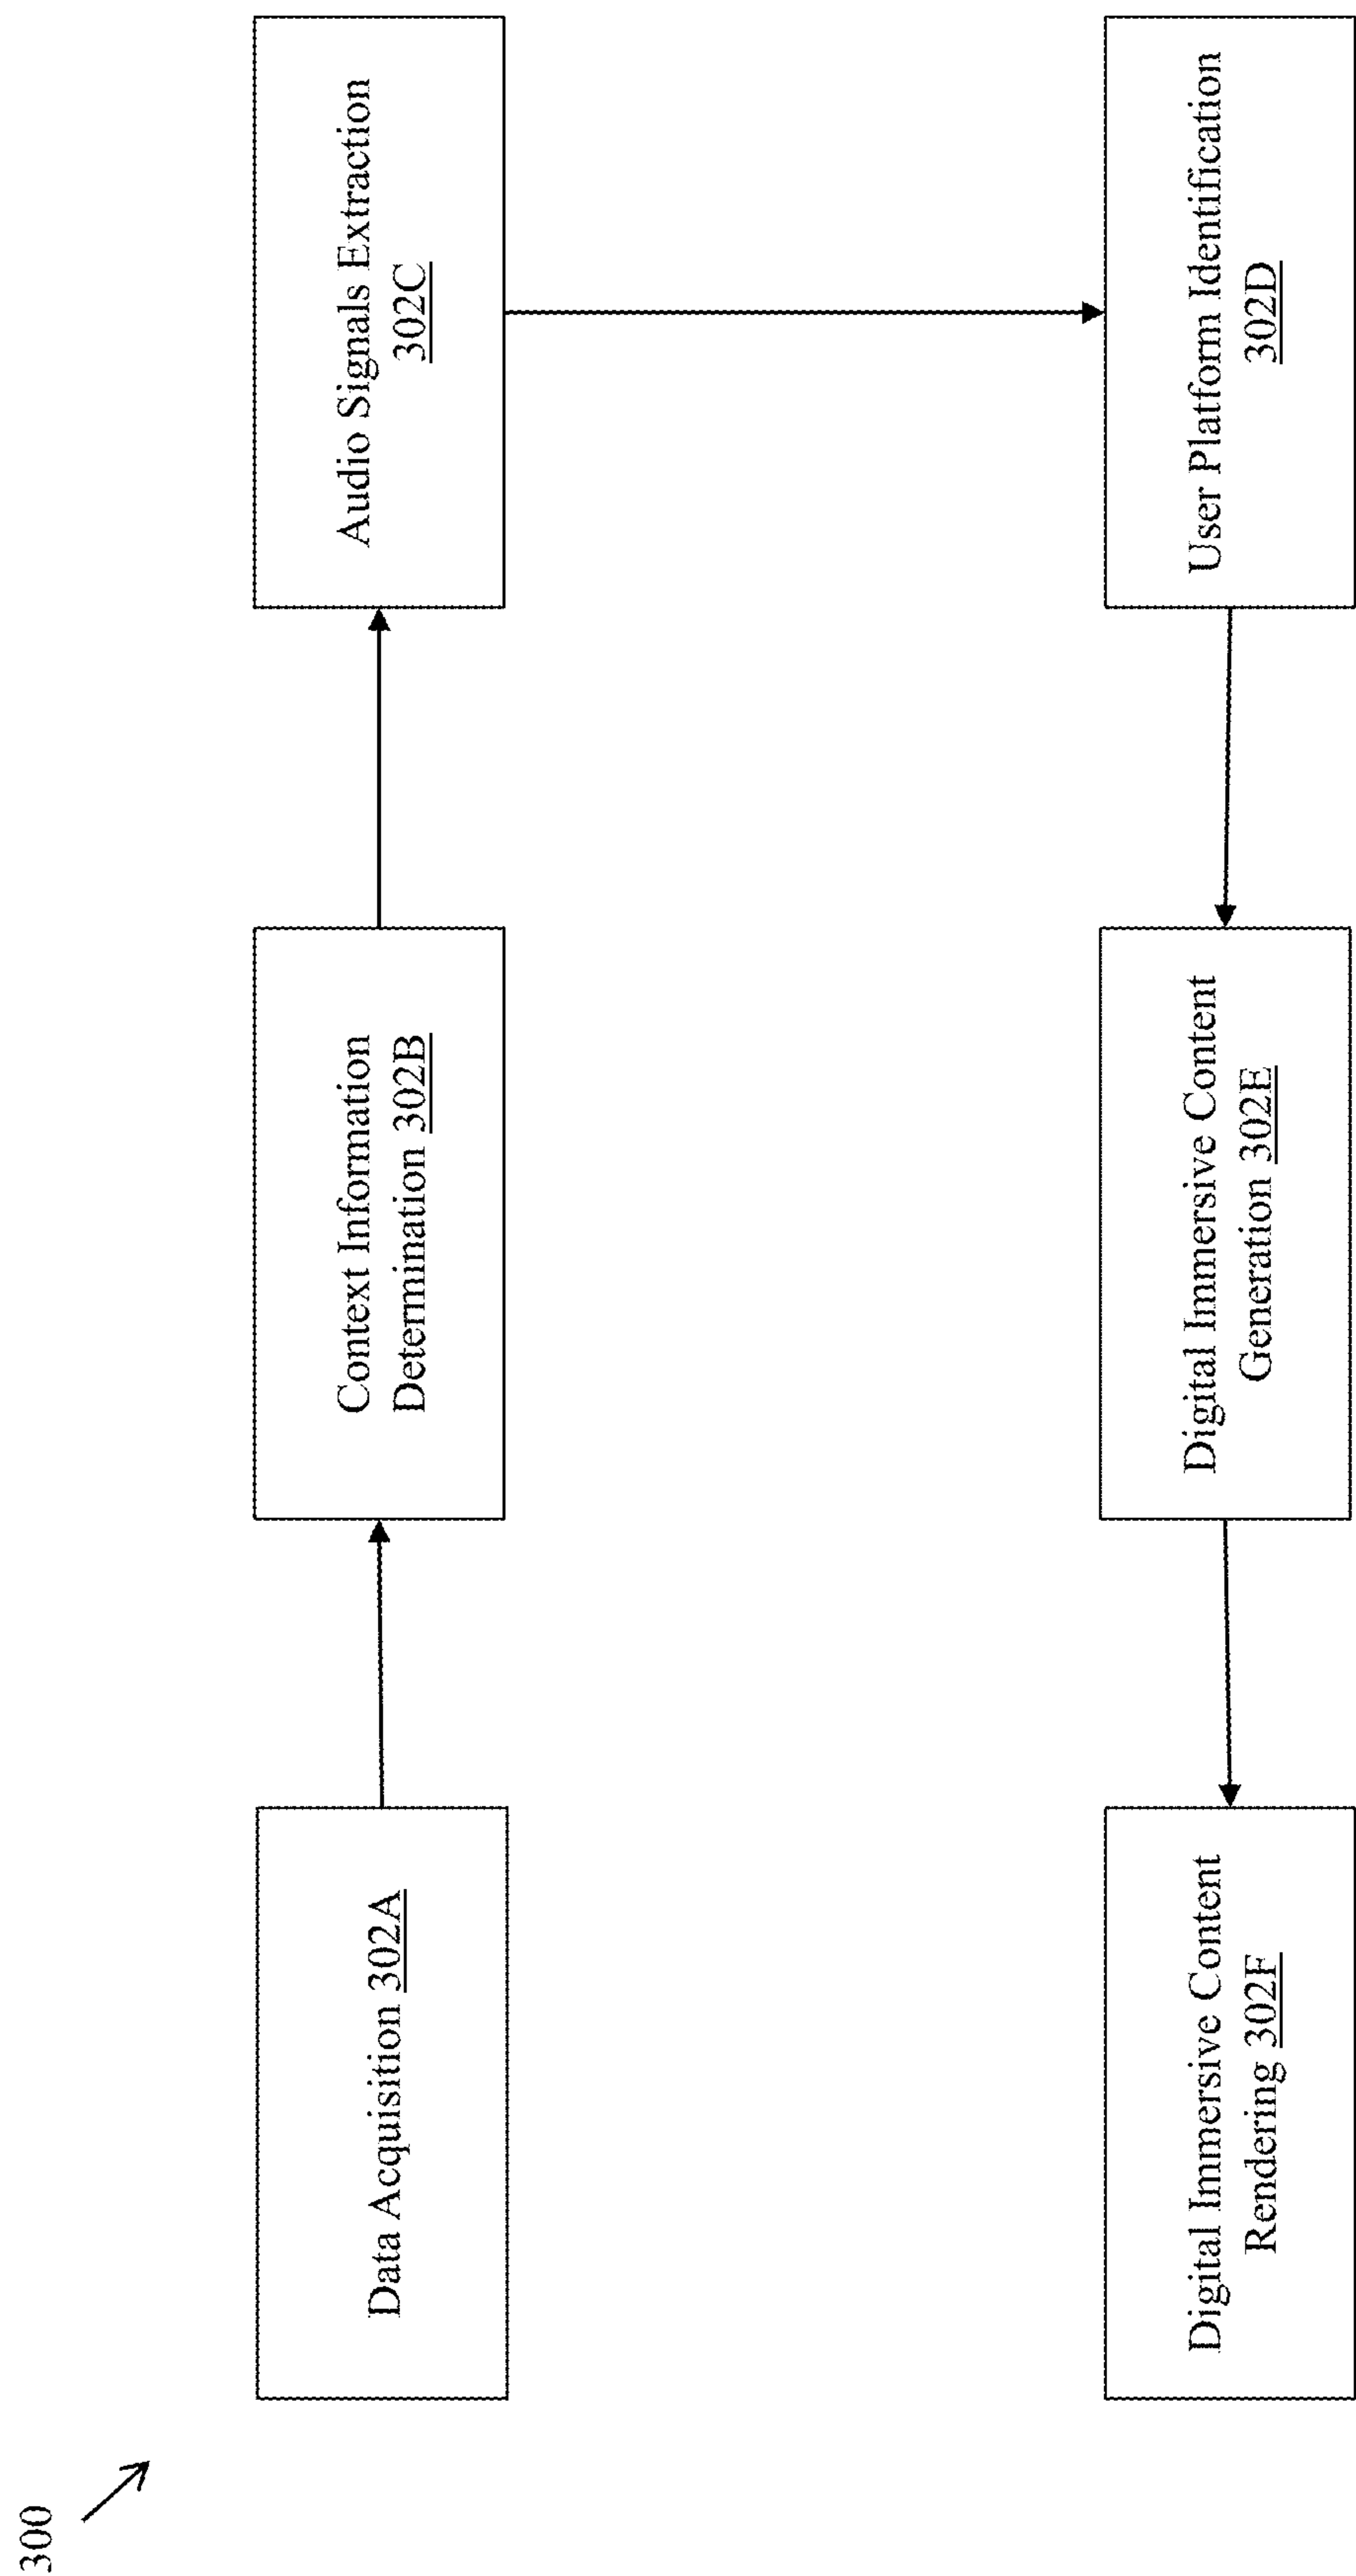 300
Data Acquisition 302A
Context Information
Determination 302B
Audio Signals Extraction
302C
User Platform Identification
302D
Digital Immersive Content
Generation 302E
Digital Immersive Content
Rendering 302F